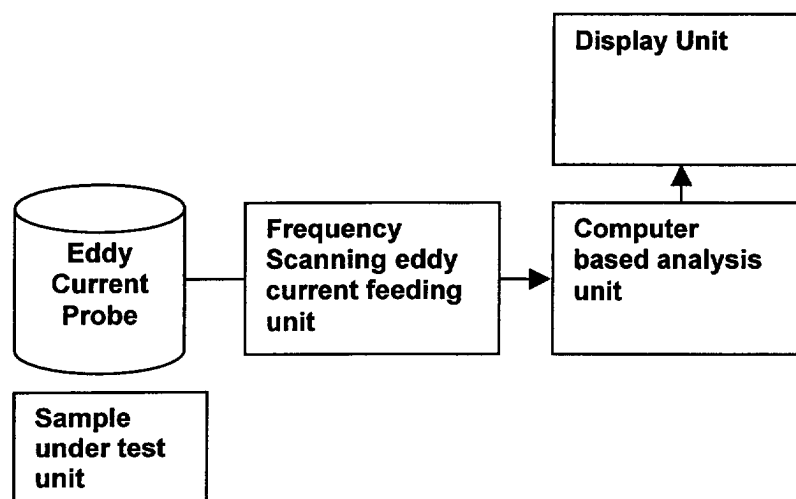 Display Unit
Eddy
Current
Probe
Frequency
Scanning eddy
current feeding
unit
Computer
based analysis
unit
Sample
under test
unit